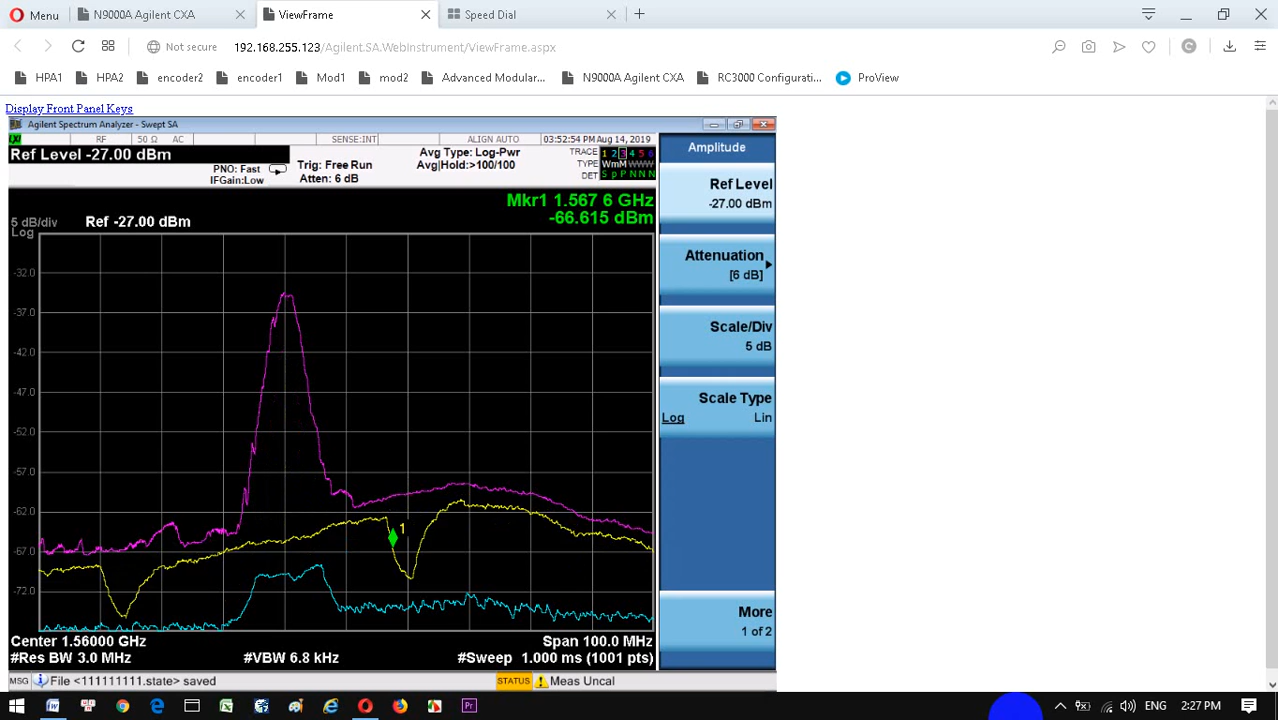 Menu
N9000A Agilent CXA
ViewFrame
Speed Dial
Not secure
192.168.255.123/Agilent.SA.WebInstrument/ViewFrame.aspx
HPA1
HPA2
encoder2
encoder1
Mod1
mod2
Advanced Modular...
N9000A Agilent CXA
RC3000 Configurati...
ProView
Display Front Panel Keys
Agilent Spectrum Analyzer - Swept SA
RF
50 Ω
AC
SENSE:INT
ALIGN AUTO
03:52:54 PM Aug 14, 2019
Ref Level -27.00 dBm
PNO: Fast
IFGain:Low
Trig: Free Run
Atten: 6 dB
Avg Type: Log-Pwr
Avg|Hold:>100/100
TRACE 1 2 3 4 5 6
TYPE WWMWWW
DET S p P N N N
Mkr1 1.567 6 GHz
-66.615 dBm
5 dB/div
Log
Ref -27.00 dBm
-32.0
-37.0
-42.0
-47.0
-52.0
-57.0
-62.0
-67.0
-72.0
1
Center 1.56000 GHz
Span 100.0 MHz
#Res BW 3.0 MHz
#VBW 6.8 kHz
#Sweep 1.000 ms (1001 pts)
MSG
File <111111111.state> saved
STATUS
Meas Uncal
Amplitude
Ref Level
-27.00 dBm
Attenuation
[6 dB]
Scale/Div
5 dB
Scale Type
Log Lin
More
1 of 2
ENG
2:27 PM